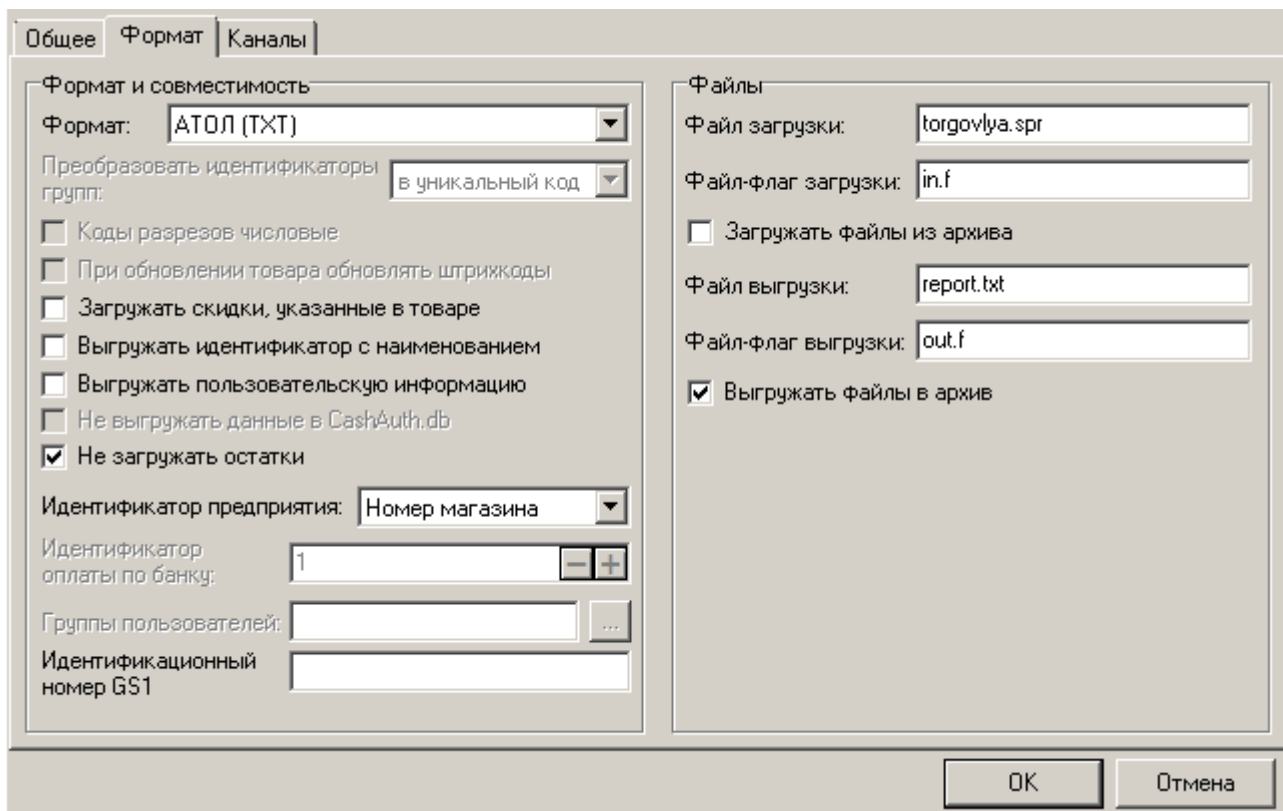 Общее Формат Каналы
Формат и совместимость
Формат: АТОЛ (TXT)
Преобразовать идентификаторы
групп: в уникальный код
Коды разрезов числовые
При обновлении товара обновлять штрихкоды
Загружать скидки, указанные в товаре
Выгружать идентификатор с наименованием
Выгружать пользовательскую информацию
Не выгружать данные в CashAuth.db
Не загружать остатки
Идентификатор предприятия: Номер магазина
Идентификатор
оплаты по банку: 1
Группы пользователей: ...
Идентификационный
номер GS1
Файлы
Файл загрузки: torgovlya.spr
Файл-флаг загрузки: in.f
Загружать файлы из архива
Файл выгрузки: report.txt
Файл-флаг выгрузки: out.f
Выгружать файлы в архив
OK Отмена